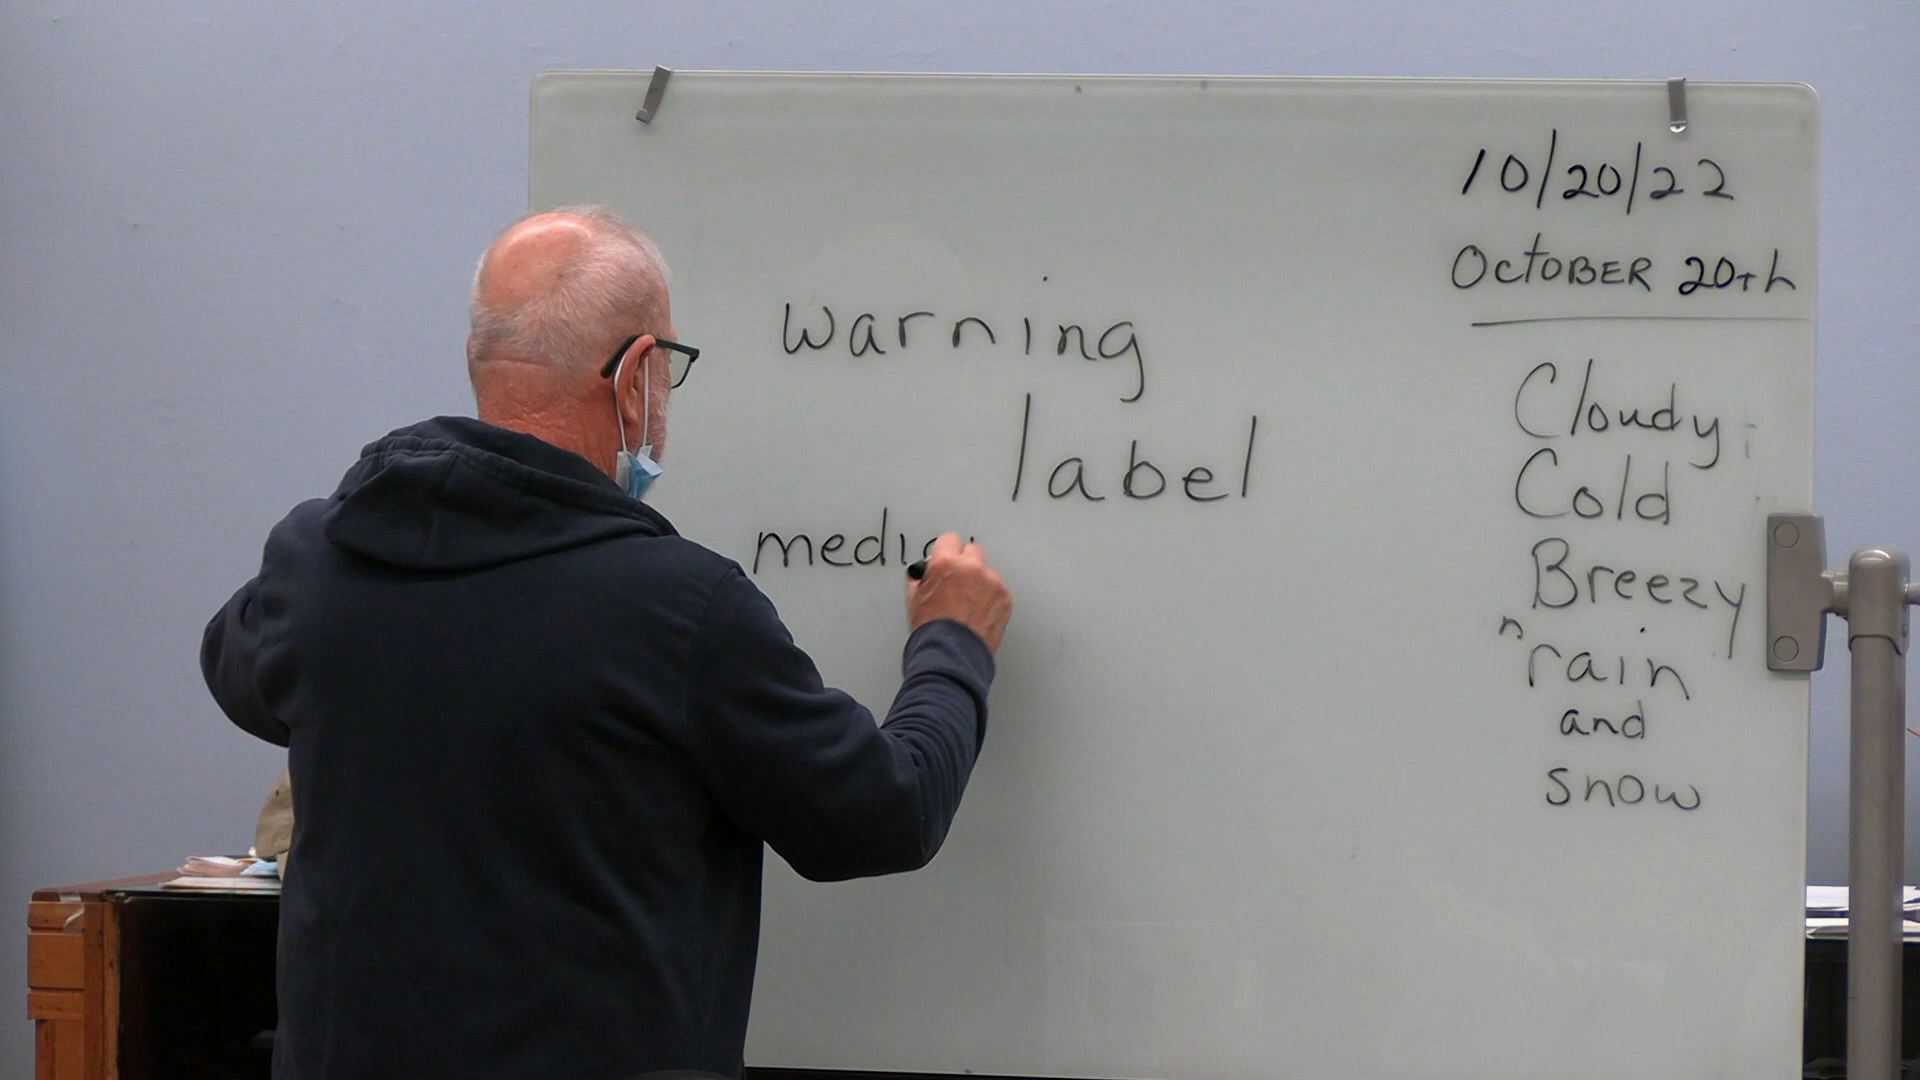 10/20/22
OCTOBER 20th
Cloudy
Cold
Breezy
rain
and
snow
warning
label